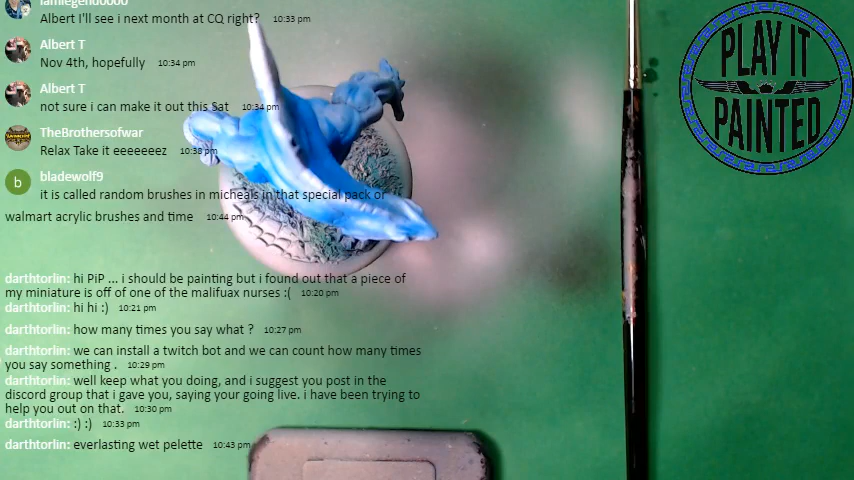 iamlegend0000
Albert I'll see i next month at CQ right? 10:33 pm
Albert T
Nov 4th, hopefully 10:34 pm
Albert T
not sure i can make it out this Sat 10:34 pm
TheBrothersofwar
Relax Take it eeeeeeez 10:38 pm
bladewolf9
b
it is called random brushes in micheals in that special pack or
walmart acrylic brushes and time 10:44 pm
darthtorlin: hi PiP ... i should be painting but i found out that a piece of
my miniature is off of one of the malifuax nurses :( 10:20 pm
darthtorlin: hi hi :) 10:21 pm
darthtorlin: how many times you say what ? 10:27 pm
darthtorlin: we can install a twitch bot and we can count how many times
you say something . 10:29 pm
darthtorlin: well keep what you doing, and i suggest you post in the
discord group that i gave you, saying your going live. i have been trying to
help you out on that. 10:30 pm
darthtorlin: :) :) 10:33 pm
darthtorlin: everlasting wet pelette 10:43 pm
PLAY IT
PAINTED